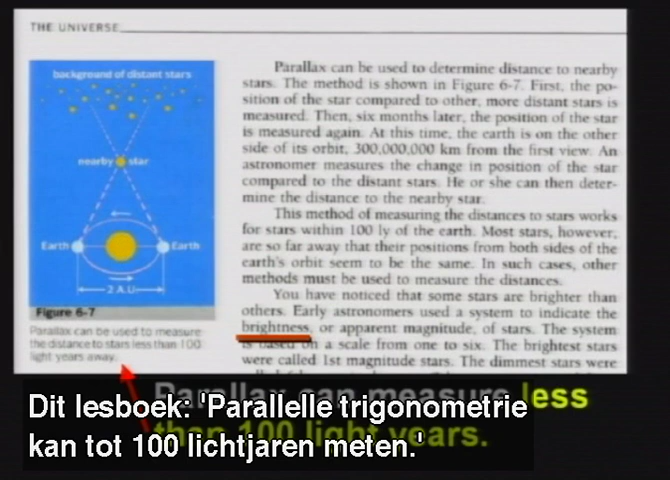 THE UNIVERSE
background of distant stars
nearby star
Earth Earth
2 A.U.
Figure 6-7
Parallax can be used to measure
the distance to stars less than 100
light years away.
Parallax can be used to determine distance to nearby
stars. The method is shown in Figure 6-7. First, the po-
sition of the star compared to other, more distant stars is
measured. Then, six months later, the position of the star
is measured again. At this time, the earth is on the other
side of its orbit, 300,000,000 km from the first view. An
astronomer measures the change in position of the star
compared to the distant stars. He or she can then deter-
mine the distance to the nearby star.
This method of measuring the distances to stars works
for stars within 100 ly of the earth. Most stars, however,
are so far away that their positions from both sides of the
earth's orbit seem to be the same. In such cases, other
methods must be used to measure the distances.
You have noticed that some stars are brighter than
others. Early astronomers used a system to indicate the
brightness, or apparent magnitude, of stars. The system
is based on a scale from one to six. The brightest stars
were called 1st magnitude stars. The dimmest stars were
Parallax can measure less
than 100 light years.
Dit lesboek: 'Parallelle trigonometrie
kan tot 100 lichtjaren meten.'